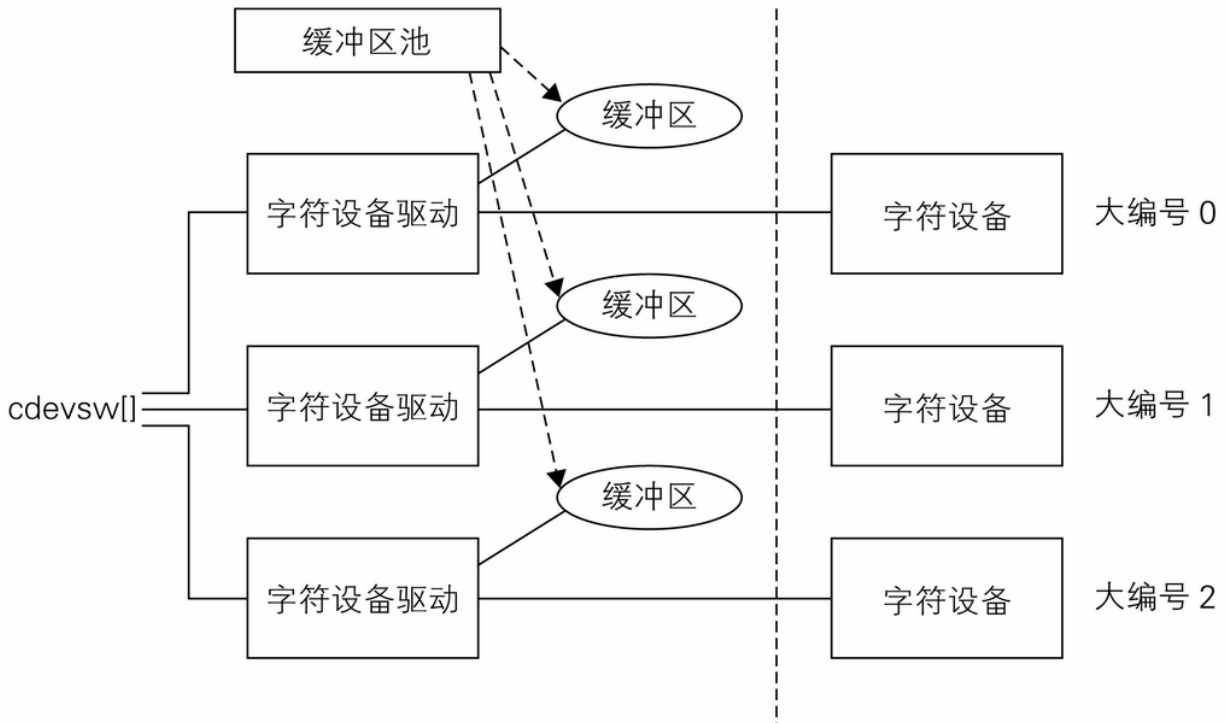 缓冲区池
缓冲区
字符设备驱动
字符设备
大编号 0
缓冲区
cdevsw[]
字符设备驱动
字符设备
大编号 1
缓冲区
字符设备驱动
字符设备
大编号 2